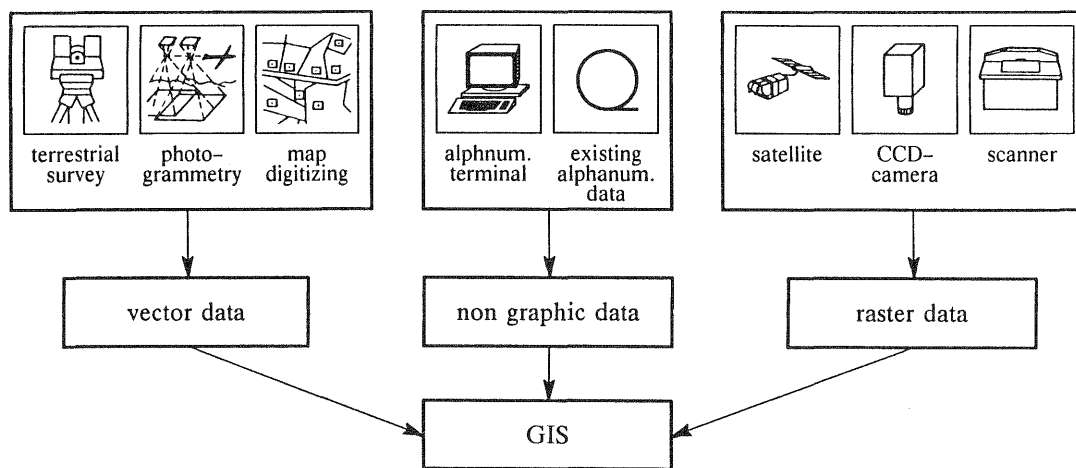 terrestrial
survey
photo-
grammetry
map
digitizing
alphnum.
terminal
existing
alphanum.
data
satellite
CCD-
camera
scanner
vector data
non graphic data
raster data
GIS